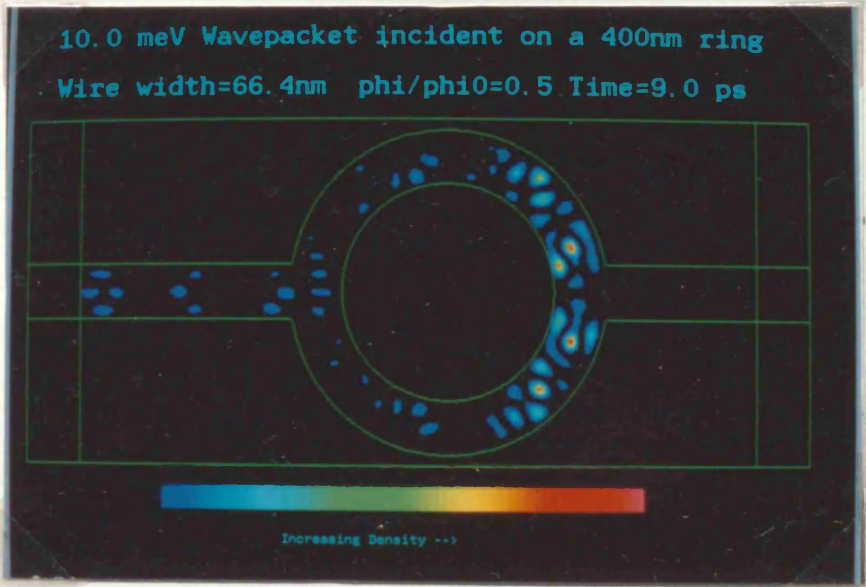 10.0 meV Wavepacket incident on a 400nm ring
Wire width=66.4nm phi/phi0=0.5 Time=9.0 ps
Increasing Density -->